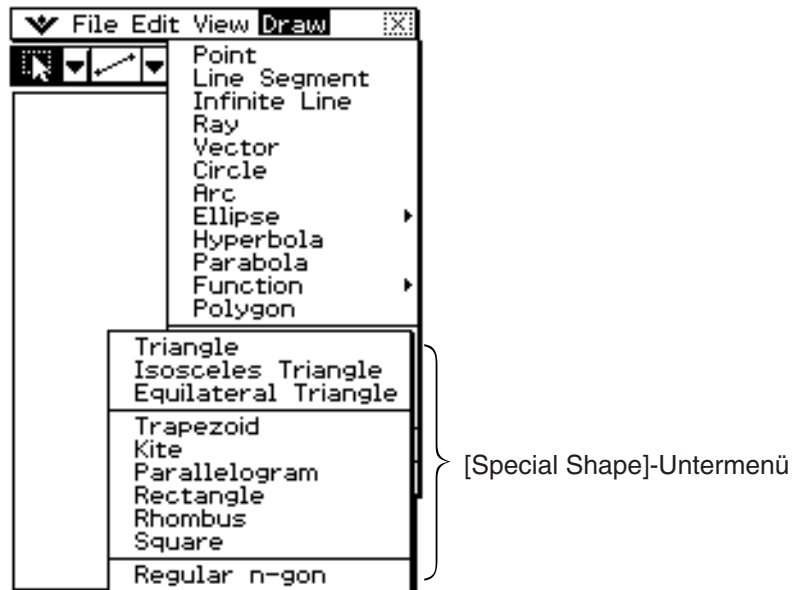 File Edit View Draw
Point
Line Segment
Infinite Line
Ray
Vector
Circle
Arc
Ellipse
Hyperbola
Parabola
Function
Polygon
Triangle
Isosceles Triangle
Equilateral Triangle
Trapezoid
Kite
Parallelogram
Rectangle
Rhombus
Square
Regular n-gon
[Special Shape]-Untermenü